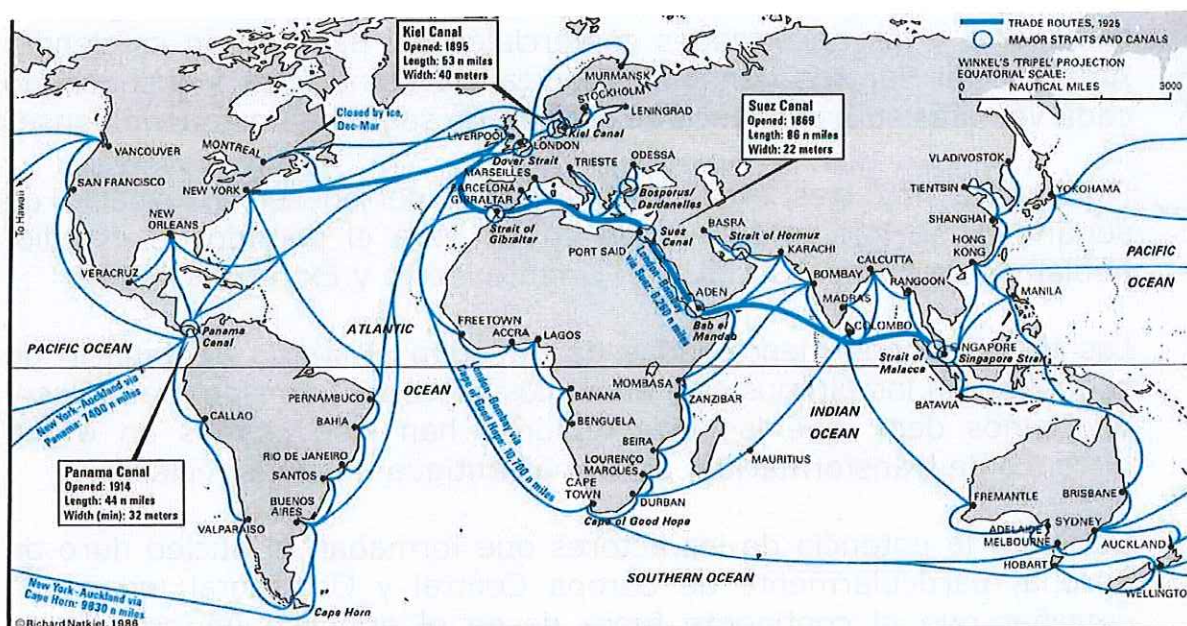 Kiel Canal
Opened: 1895
Length: 53 n miles
Width: 40 meters
TRADE ROUTES, 1925
MAJOR STRAITS AND CANALS
WINKEL'S 'TRIPEL' PROJECTION
EQUATORIAL SCALE:
NAUTICAL MILES
0
3000
Suez Canal
Opened: 1869
Length: 86 n miles
Width: 22 meters
Closed by ice,
Dec-Mar
MURMANSK
STOCKHOLM
LENINGRAD
Kiel Canal
LIVERPOOL
LONDON
Dover Strait
TRIESTE
ODESSA
MARSEILLES
BARCELONA
GIBRALTAR
Strait of
Gibraltar
Bosporus/
Dardanelles
Suez
Canal
PORT SAID
BASRA
Strait of Hormuz
KARACHI
VANCOUVER
MONTREAL
SAN FRANCISCO
NEW YORK
NEW
ORLEANS
To Hawaii
VERACRUZ
Panama
Canal
PACIFIC OCEAN
ATLANTIC
OCEAN
VLADIVOSTOK
TIENTSIN
YOKOHAMA
SHANGHAI
HONG
KONG
PACIFIC
OCEAN
CALCUTTA
BOMBAY
RANGOON
MANILA
MADRAS
COLOMBO
ADEN
Bab el
Mandab
London-Bombay
via Suez: 6,260 n miles
SINGAPORE
Strait of
Malacca
Singapore Strait
BATAVIA
FREETOWN
ACCRA
LAGOS
London-Bombay via
Cape of Good Hope: 10,700 n miles
MOMBASA
ZANZIBAR
INDIAN
OCEAN
BANANA
BENGUELA
BEIRA
LOURENÇO
MARQUES
MAURITIUS
CAPE
TOWN
DURBAN
Cape of Good Hope
New York-Auckland via
Panama: 7400 n miles
PERNAMBUCO
CALLAO
BAHIA
RIO DE JANEIRO
SANTOS
BUENOS
AIRES
VALPARAISO
Panama Canal
Opened: 1914
Length: 44 n miles
Width (min): 32 meters
FREMANTLE
BRISBANE
ADELAIDE
SYDNEY
MELBOURNE
AUCKLAND
HOBART
WELLINGTON
SOUTHERN OCEAN
New York-Auckland via
Cape Horn: 9830 n miles
Cape Horn
©Richard Natkiel, 1986